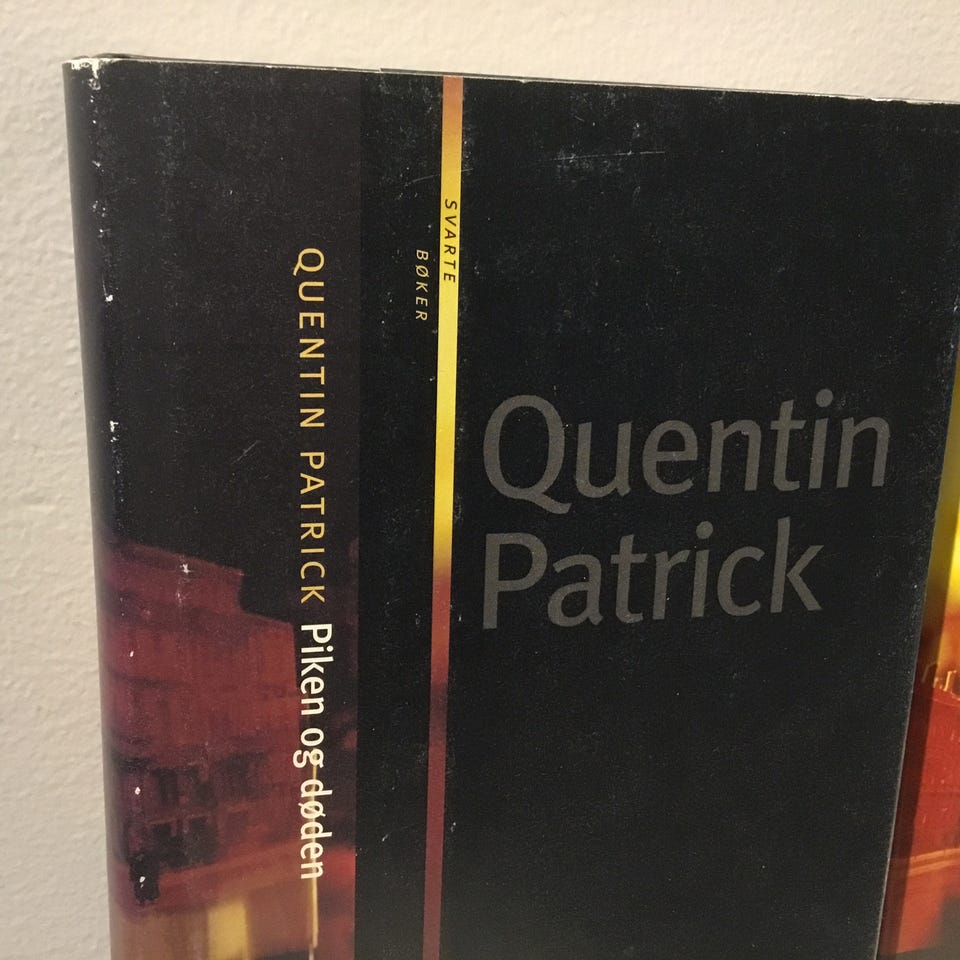 QUENTIN PATRICK Piken og døden
SVARTE
BØKER
Quentin
Patrick